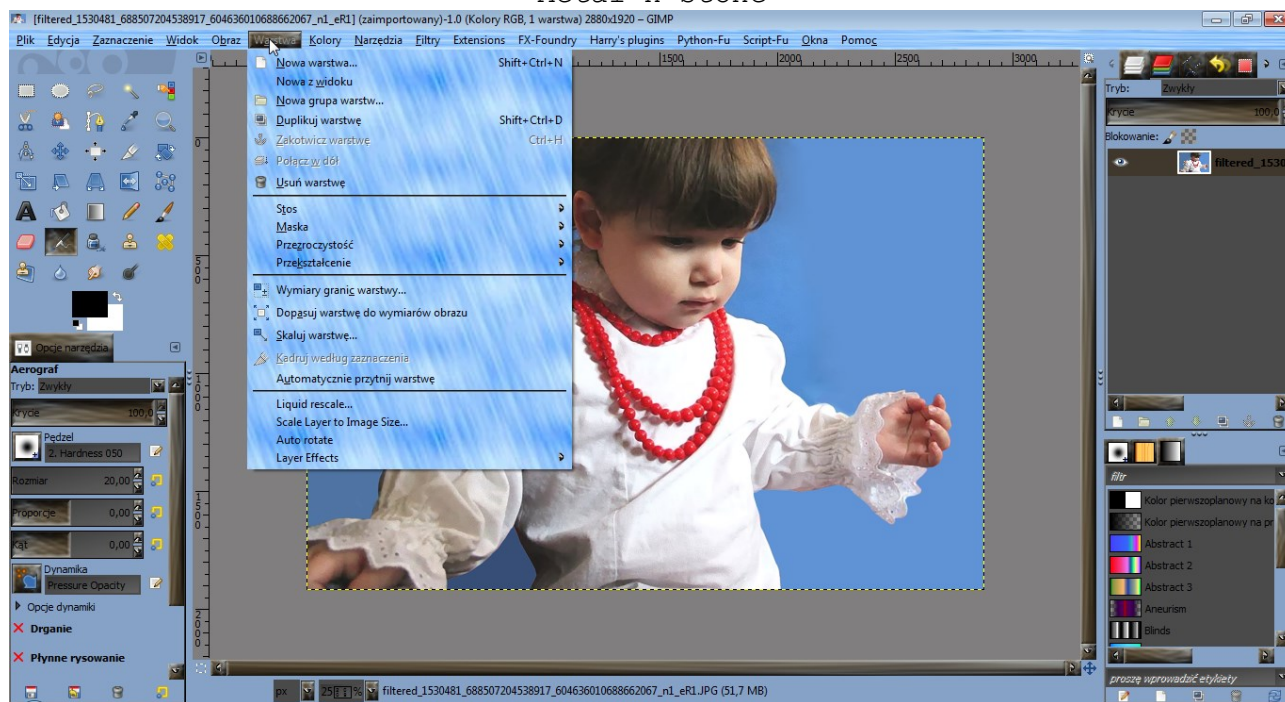 [filtered_1530481_688507204538917_604636010688662067_n1_eR1] (zaimportowany)-1.0 (Kolory RGB, 1 warstwa) 2880x1920 – GIMP
Plik Edycja Zaznaczenie Widok Obraz Warstwa Kolory Narzędzia Filtry Extensions FX-Foundry Harry's plugins Python-Fu Script-Fu Okna Pomoc
Nowa warstwa... Shift+Ctrl+N
Nowa z widoku
Nowa grupa warstw...
Duplikuj warstwę Shift+Ctrl+D
Zakotwicz warstwę Ctrl+H
Połącz w dół
Usuń warstwę
Stos
Maska
Przezroczystość
Przekształcenie
Wymiary granic warstwy...
Dopasuj warstwę do wymiarów obrazu
Skaluj warstwę...
Kadruj według zaznaczenia
Automatycznie przytnij warstwę
Liquid rescale...
Scale Layer to Image Size...
Auto rotate
Layer Effects
1500 2000 2500 3000
0
500
1000
1500
2000
Opcje narzędzia
Aerograf
Tryb: Zwykły
Krycie 100,0
Pędzel
2. Hardness 050
Rozmiar 20,00
Proporcje 0,00
Kąt 0,00
Dynamika
Pressure Opacity
Opcje dynamiki
Drganie
Płynne rysowanie
px 25 % filtered_1530481_688507204538917_604636010688662067_n1_eR1.JPG (51,7 MB)
Tryb: Zwykły
Krycie 100,0
Blokowanie:
filtered_1530
filtr
Kolor pierwszoplanowy na ko
Kolor pierwszoplanowy na pr
Abstract 1
Abstract 2
Abstract 3
Aneurism
Blinds
proszę wprowadzić etykiety